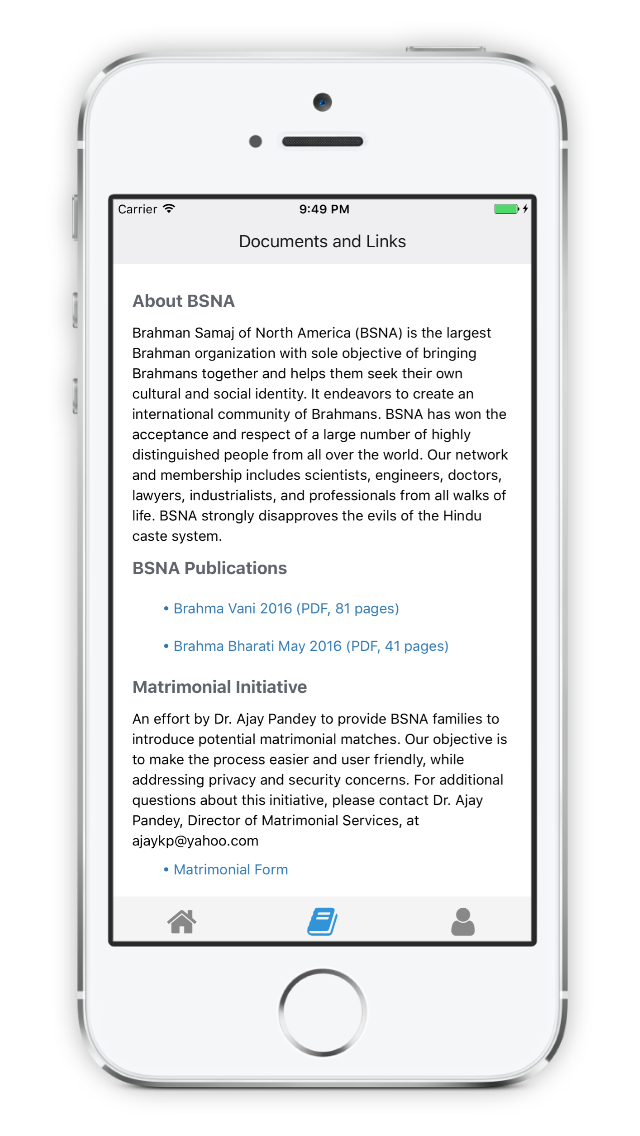 Carrier 9:49 PM
Documents and Links
About BSNA
Brahman Samaj of North America (BSNA) is the largest
Brahman organization with sole objective of bringing
Brahmans together and helps them seek their own
cultural and social identity. It endeavors to create an
international community of Brahmans. BSNA has won the
acceptance and respect of a large number of highly
distinguished people from all over the world. Our network
and membership includes scientists, engineers, doctors,
lawyers, industrialists, and professionals from all walks of
life. BSNA strongly disapproves the evils of the Hindu
caste system.
BSNA Publications
• Brahma Vani 2016 (PDF, 81 pages)
• Brahma Bharati May 2016 (PDF, 41 pages)
Matrimonial Initiative
An effort by Dr. Ajay Pandey to provide BSNA families to
introduce potential matrimonial matches. Our objective is
to make the process easier and user friendly, while
addressing privacy and security concerns. For additional
questions about this initiative, please contact Dr. Ajay
Pandey, Director of Matrimonial Services, at
ajaykp@yahoo.com
• Matrimonial Form